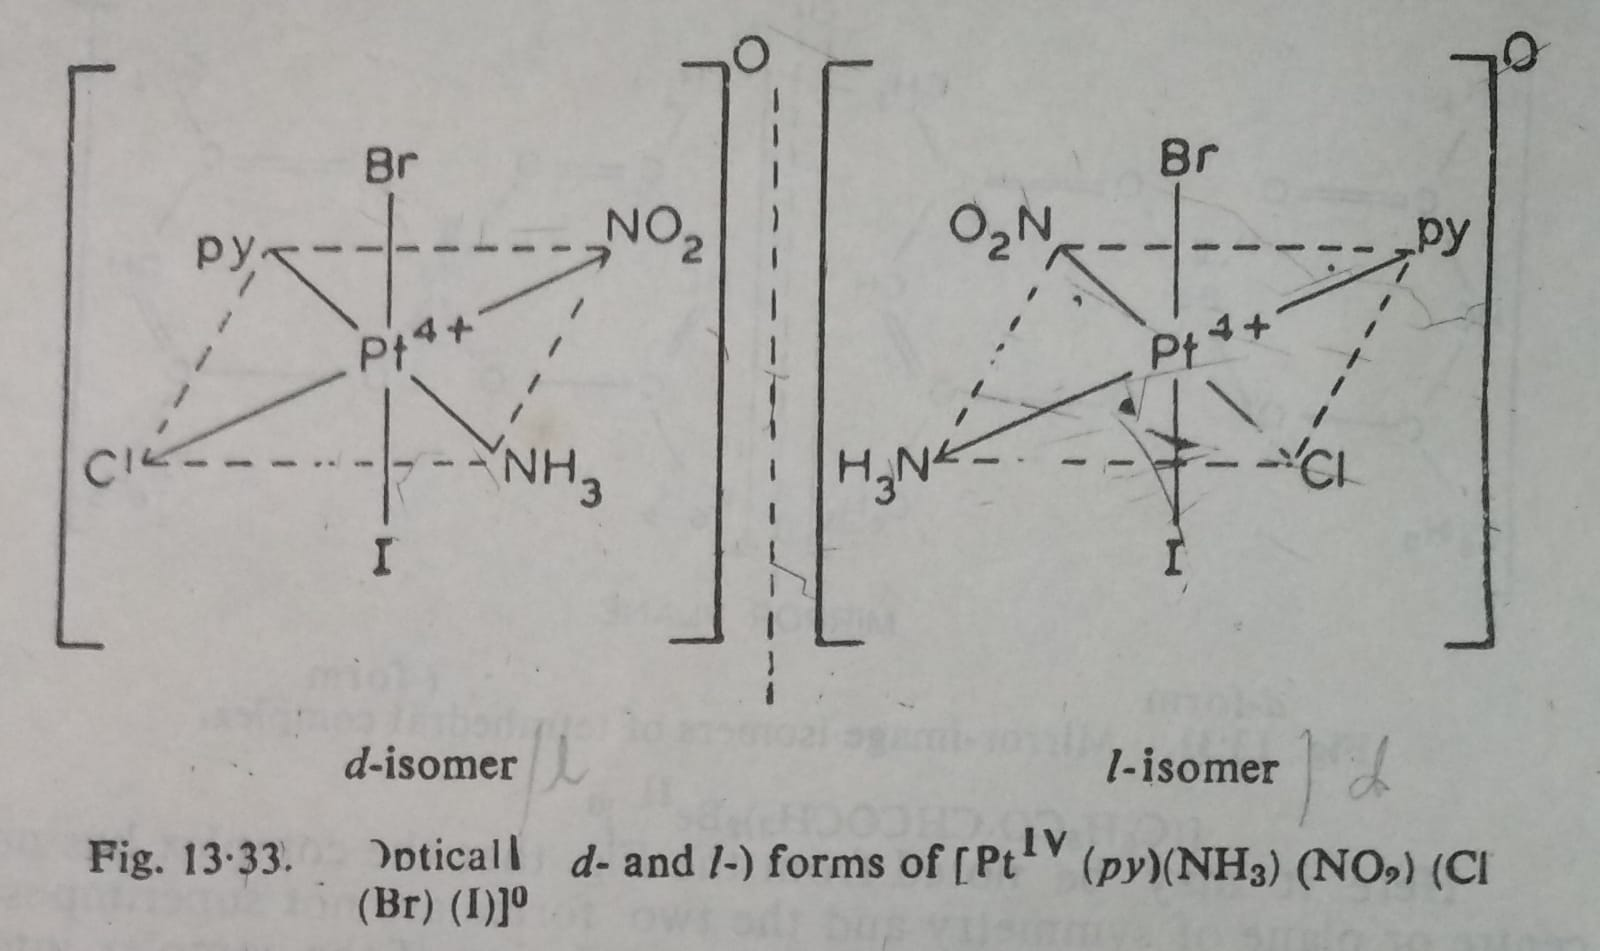 O O
Br Br
py NO₂ O₂N py
Pt⁴⁺ Pt⁴⁺
Cl NH₃ H₃N Cl
I I
d-isomer /l l-isomer / d
Fig. 13·33. d- and l-) forms of [Ptᴵⱽ (py)(NH₃) (NO₂) (Cl
(Br) (I)]⁰